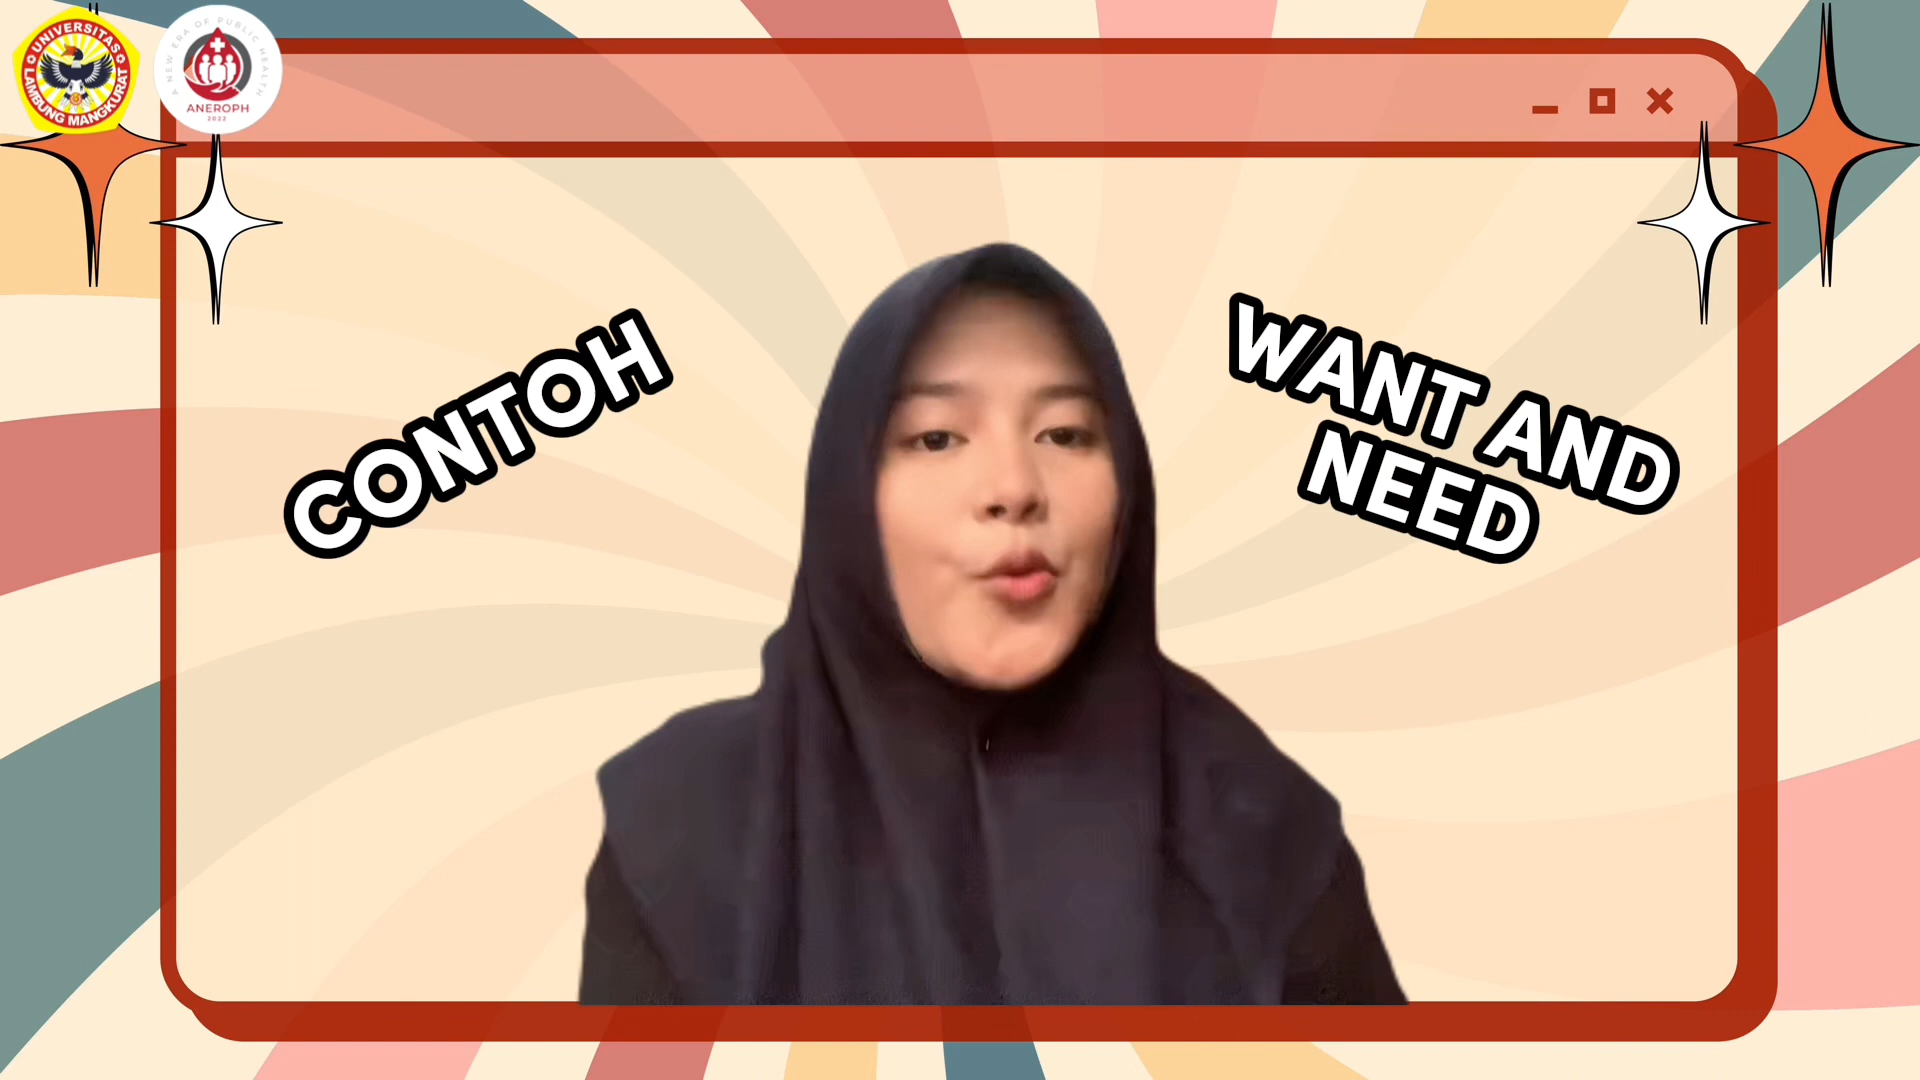 UNIVERSITAS
LAMBUNG MANGKURAT
A NEW ERA OF PUBLIC HEALTH
ANEROPH
2022
CONTOH
WANT AND
NEED